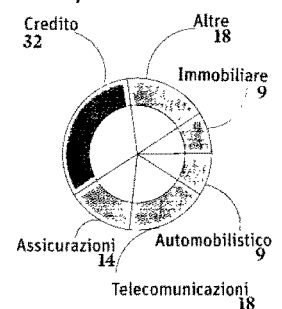 Credito
32
Altre
18
Immobiliare
9
Automobilistico
9
Telecomunicazioni
18
Assicurazioni
14